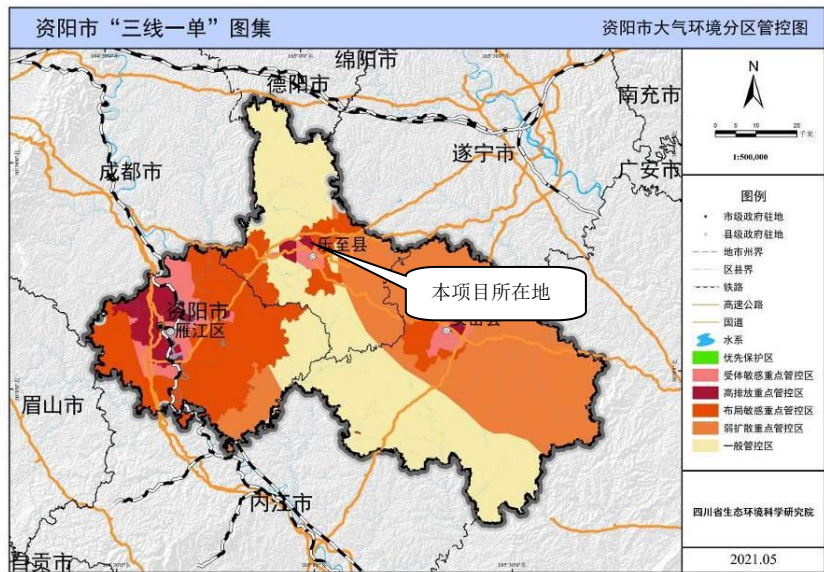 资阳市“三线一单”图集
资阳市大气环境分区管控图
绵阳市
德阳市
南充市
遂宁市
广安市
成都市
乐至县
本项目所在地
资阳市
雁江区
眉山市
内江市
自贡市
N
0 5 10 20
千米
1:500,000
图例
市级政府驻地
县级政府驻地
地市州界
区县界
铁路
高速公路
国道
水系
优先保护区
受体敏感重点管控区
高排放重点管控区
布局敏感重点管控区
弱扩散重点管控区
一般管控区
四川省生态环境科学研究院
2021.05